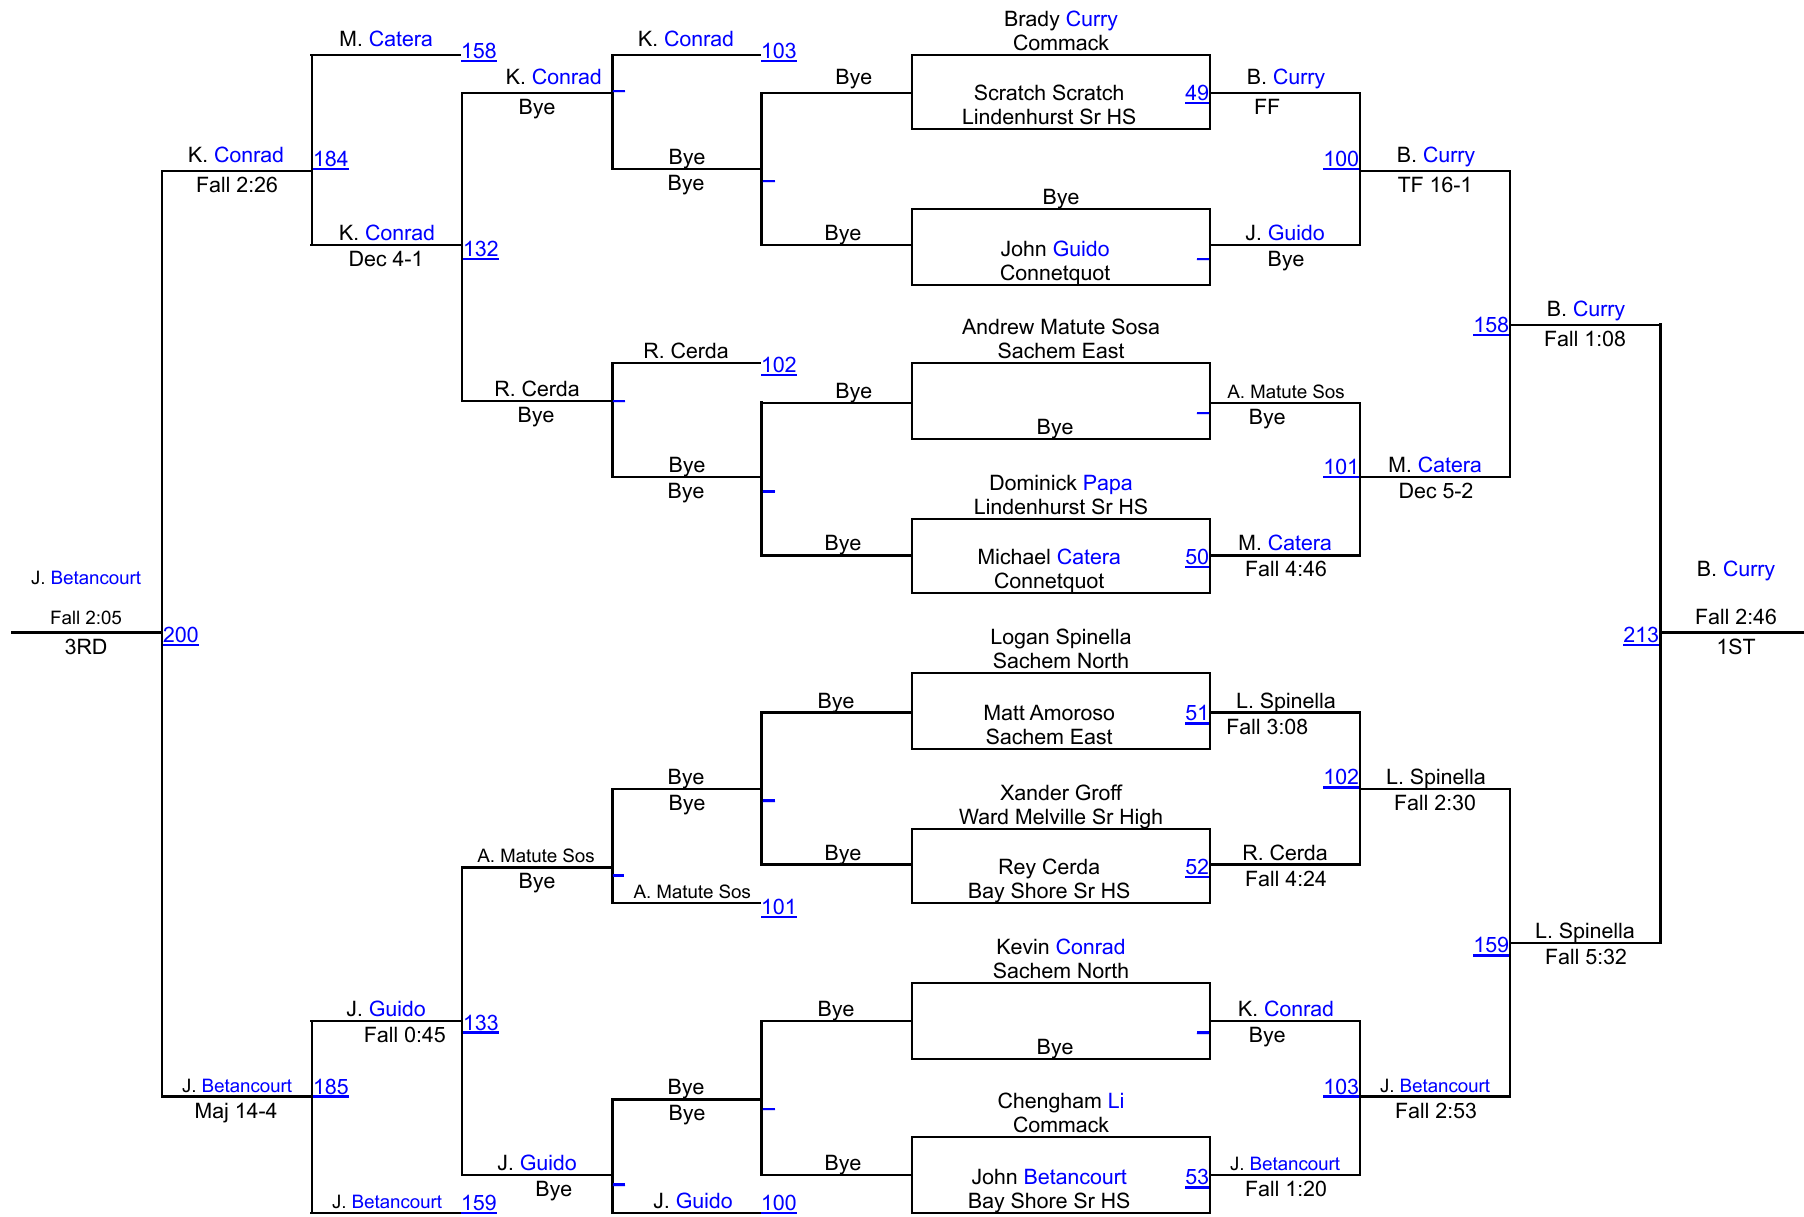 Brady Curry
Commack
M. Catera
158
K. Conrad
103
K. Conrad
Bye
Bye
Scratch Scratch
49
Lindenhurst Sr HS
B. Curry
FF
K. Conrad
184
Fall 2:26
Bye
Bye
100
B. Curry
TF 16-1
Bye
K. Conrad
132
Dec 4-1
Bye
John Guido
Connetquot
J. Guido
Bye
B. Curry
158
Fall 1:08
Andrew Matute Sosa
Sachem East
R. Cerda
102
R. Cerda
Bye
Bye
A. Matute Sos
Bye
Bye
Bye
Bye
101
M. Catera
Dec 5-2
Dominick Papa
Lindenhurst Sr HS
Bye
Michael Catera
50
Connetquot
M. Catera
Fall 4:46
J. Betancourt
Fall 2:05
3RD
200
B. Curry
Fall 2:46
213
1ST
Logan Spinella
Sachem North
Bye
Matt Amoroso
51
Sachem East
L. Spinella
Fall 3:08
Bye
Bye
102
L. Spinella
Fall 2:30
Xander Groff
Ward Melville Sr High
A. Matute Sos
Bye
Bye
Rey Cerda
52
Bay Shore Sr HS
R. Cerda
Fall 4:24
A. Matute Sos
101
L. Spinella
159
Fall 5:32
Kevin Conrad
Sachem North
J. Guido
133
Fall 0:45
Bye
Bye
K. Conrad
Bye
J. Betancourt
185
Maj 14-4
Bye
Bye
103
J. Betancourt
Fall 2:53
Chengham Li
Commack
J. Guido
Bye
Bye
John Betancourt
53
Bay Shore Sr HS
J. Betancourt
Fall 1:20
J. Betancourt
159
J. Guido
100